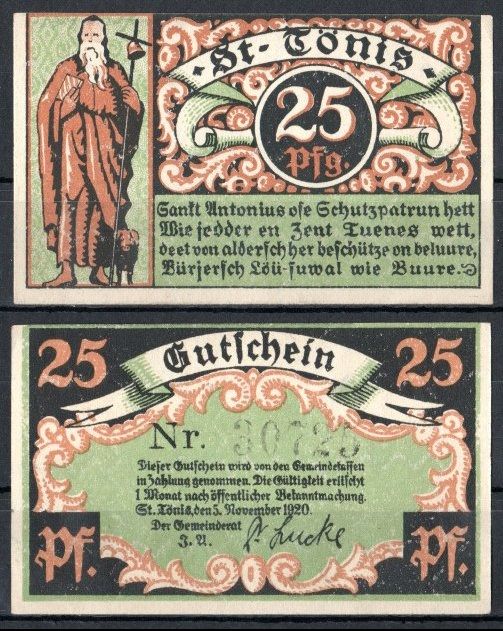 St. Tönis
25
Pfg.
Sankt Antonius ose Schutzpatrun hett
Wie jedder en Zent Tuenes wett,
deet von alderschher beschütze on beluure,
Bürjersch Löü-suwal wie Buure.
Gutschein
25
25
Nr. 30725
Dieser Gutschein wird von den Gemeindekassen
in Zahlung genommen. Die Gültigkeit erlischt
1 Monat nach öffentlicher Bekanntmachung.
St. Tönis, den 5. November 1920.
Der Gemeinderat
I. A.
Pf.
Pf.